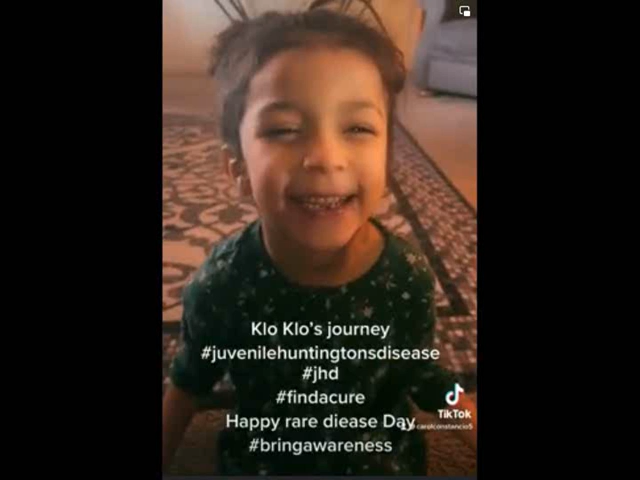 Klo Klo's journey
#juvenilehuntingtonsdisease
#jhd
#findacure
Happy rare diease Day
#bringawareness
TikTok